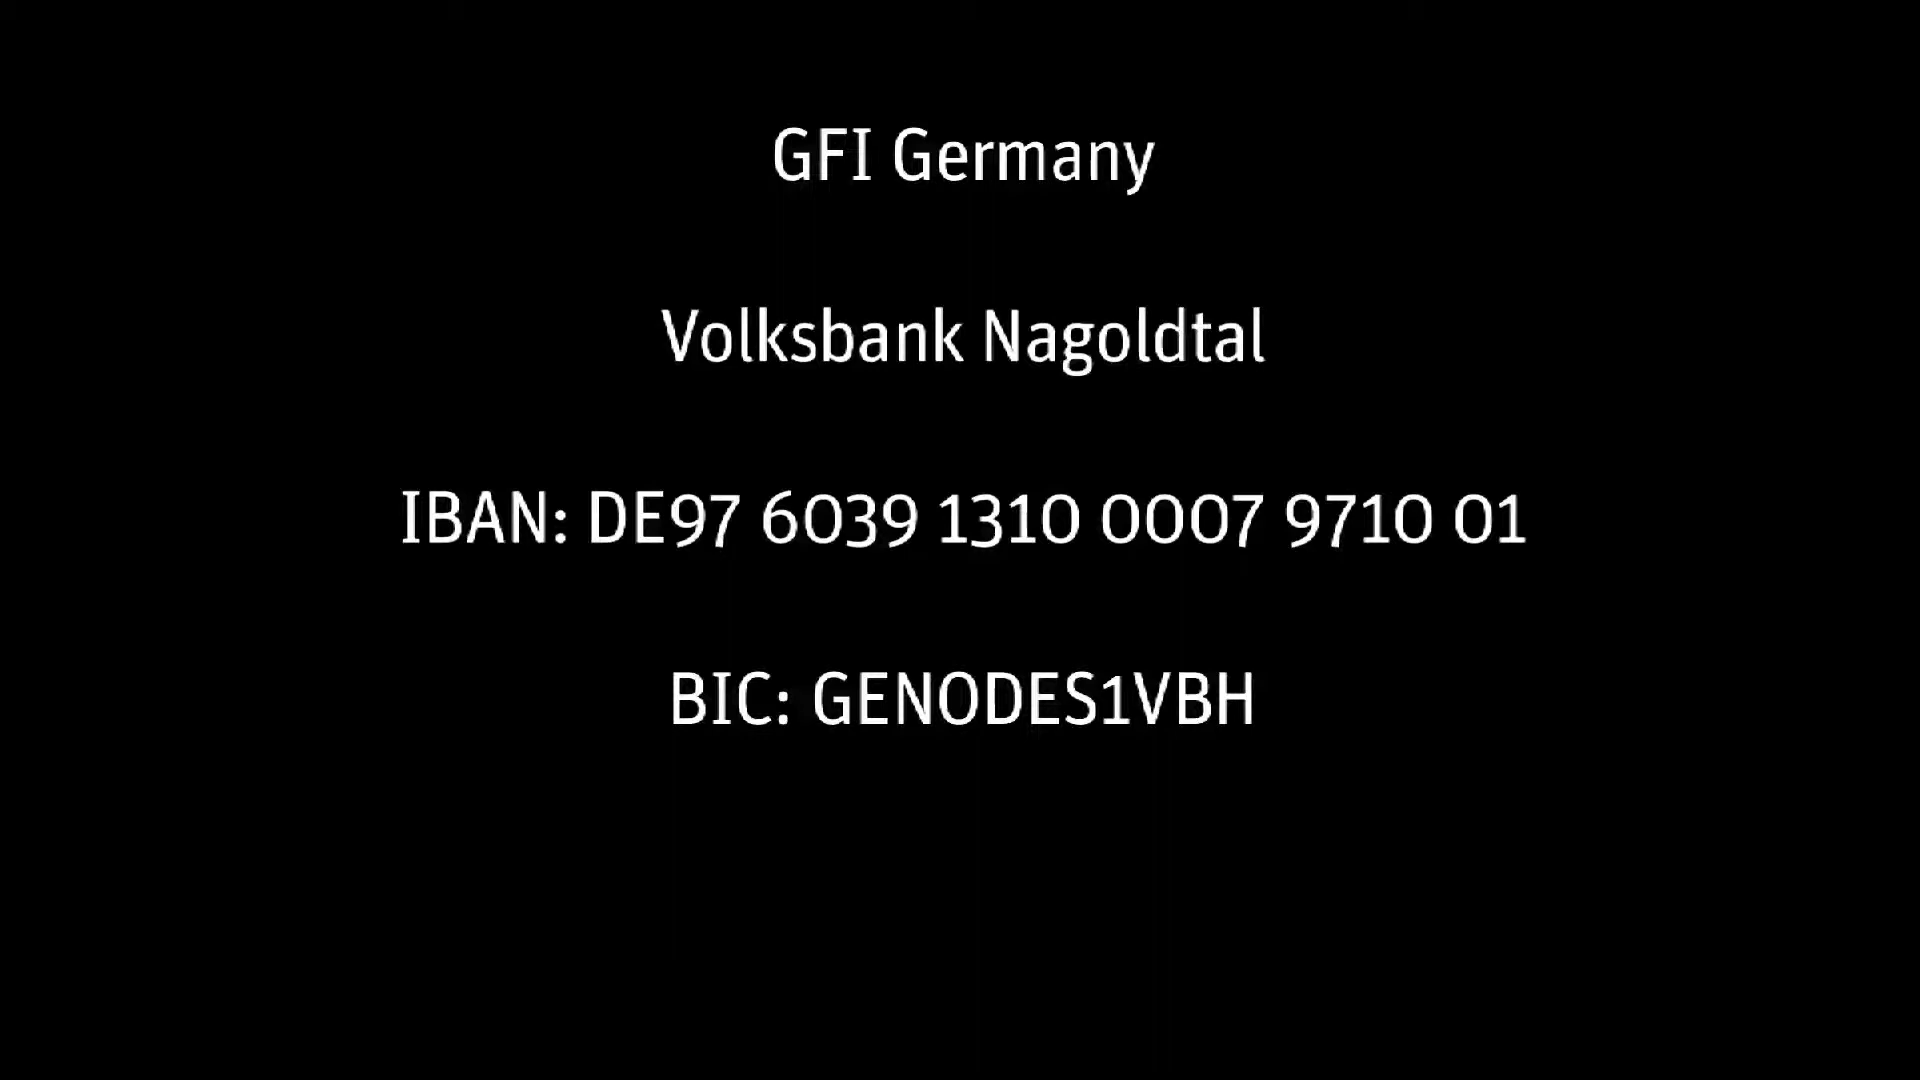 GFI Germany
Volksbank Nagoldtal
IBAN: DE97 6039 1310 0007 9710 01
BIC: GENODES1VBH